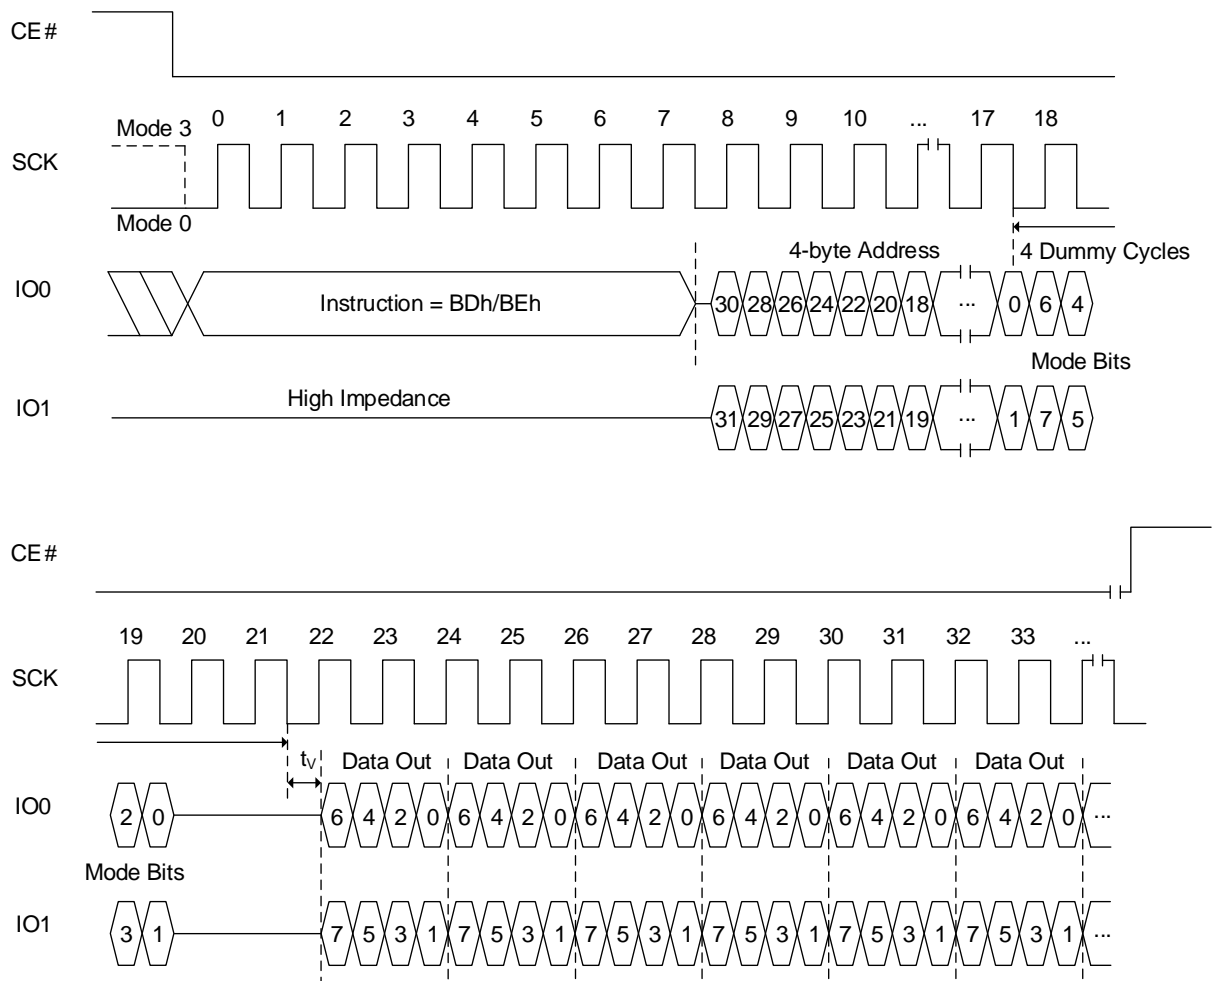 CE#
0 1 2 3 4 5 6 7 8 9 10 ... 17 18
Mode 3
SCK
Mode 0
4-byte Address 4 Dummy Cycles
IO0 Instruction = BDh/BEh 30 28 26 24 22 20 18 ... 0 6 4
Mode Bits
High Impedance
IO1 31 29 27 25 23 21 19 ... 1 7 5
CE#
19 20 21 22 23 24 25 26 27 28 29 30 31 32 33 ...
SCK
tV Data Out Data Out Data Out Data Out Data Out Data Out
IO0 2 0 6 4 2 0 6 4 2 0 6 4 2 0 6 4 2 0 6 4 2 0 6 4 2 0 ...
Mode Bits
IO1 3 1 7 5 3 1 7 5 3 1 7 5 3 1 7 5 3 1 7 5 3 1 7 5 3 1 ...